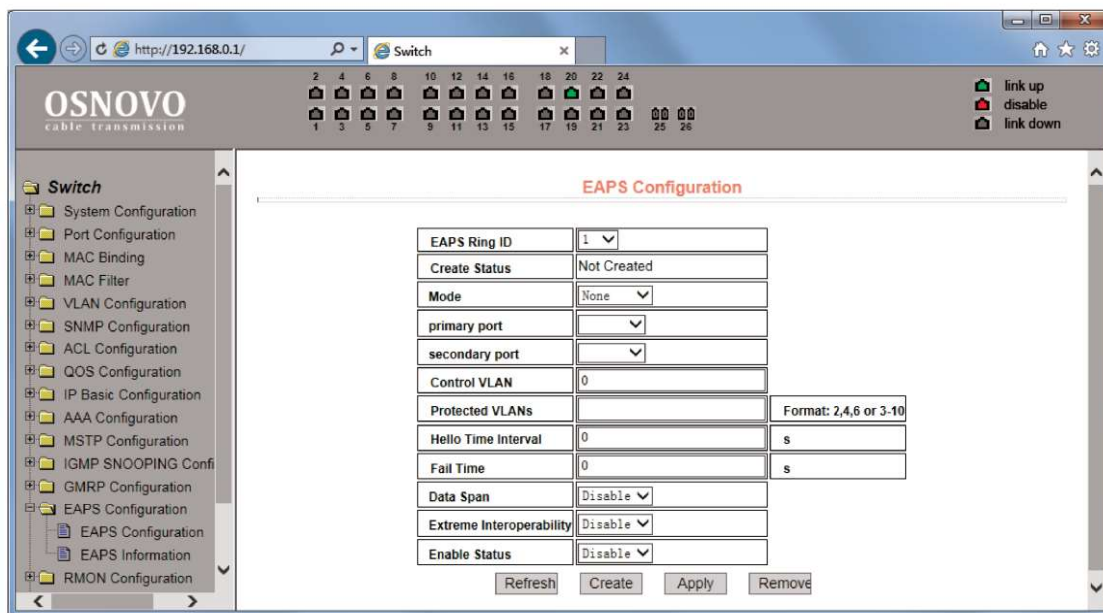 http://192.168.0.1/
Switch
OSNOVO
cable transmission
2 4 6 8 10 12 14 16 18 20 22 24
1 3 5 7 9 11 13 15 17 19 21 23 25 26
link up
disable
link down
Switch
System Configuration
Port Configuration
MAC Binding
MAC Filter
VLAN Configuration
SNMP Configuration
ACL Configuration
QOS Configuration
IP Basic Configuration
AAA Configuration
MSTP Configuration
IGMP SNOOPING Confi
GMRP Configuration
EAPS Configuration
EAPS Configuration
EAPS Information
RMON Configuration
EAPS Configuration
EAPS Ring ID 1
Create Status Not Created
Mode None
primary port
secondary port
Control VLAN 0
Protected VLANs Format: 2,4,6 or 3-10
Hello Time Interval 0 s
Fail Time 0 s
Data Span Disable
Extreme Interoperability Disable
Enable Status Disable
Refresh Create Apply Remove